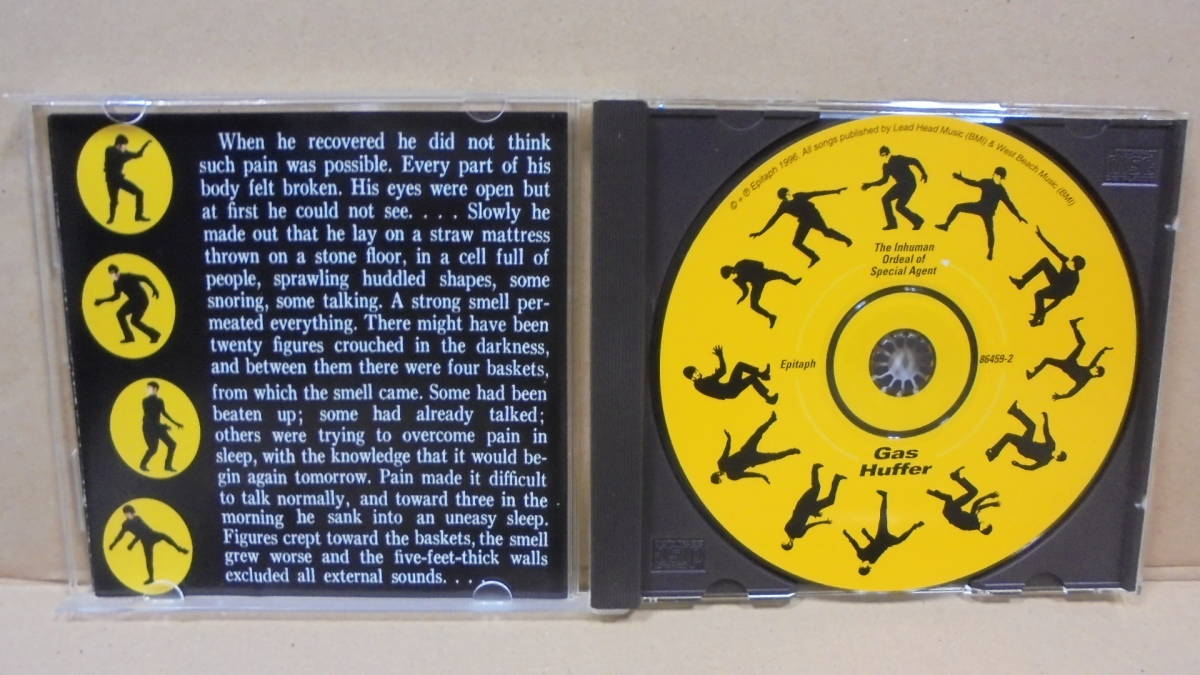 When he recovered he did not think
such pain was possible. Every part of his
body felt broken. His eyes were open but
at first he could not see. . . . Slowly he
made out that he lay on a straw mattress
thrown on a stone floor, in a cell full of
people, sprawling huddled shapes, some
snoring, some talking. A strong smell per-
meated everything. There might have been
twenty figures crouched in the darkness,
and between them there were four baskets,
from which the smell came. Some had been
beaten up; some had already talked;
others were trying to overcome pain in
sleep, with the knowledge that it would be-
gin again tomorrow. Pain made it difficult
to talk normally, and toward three in the
morning he sank into an uneasy sleep.
Figures crept toward the baskets, the smell
grew worse and the five-feet-thick walls
excluded all external sounds. . . .
© + ℗ Epitaph 1996. All songs published by Lead Head Music (BMI) & West Beach Music (BMI)
The Inhuman
Ordeal of
Special Agent
Epitaph
86459-2
Gas
Huffer